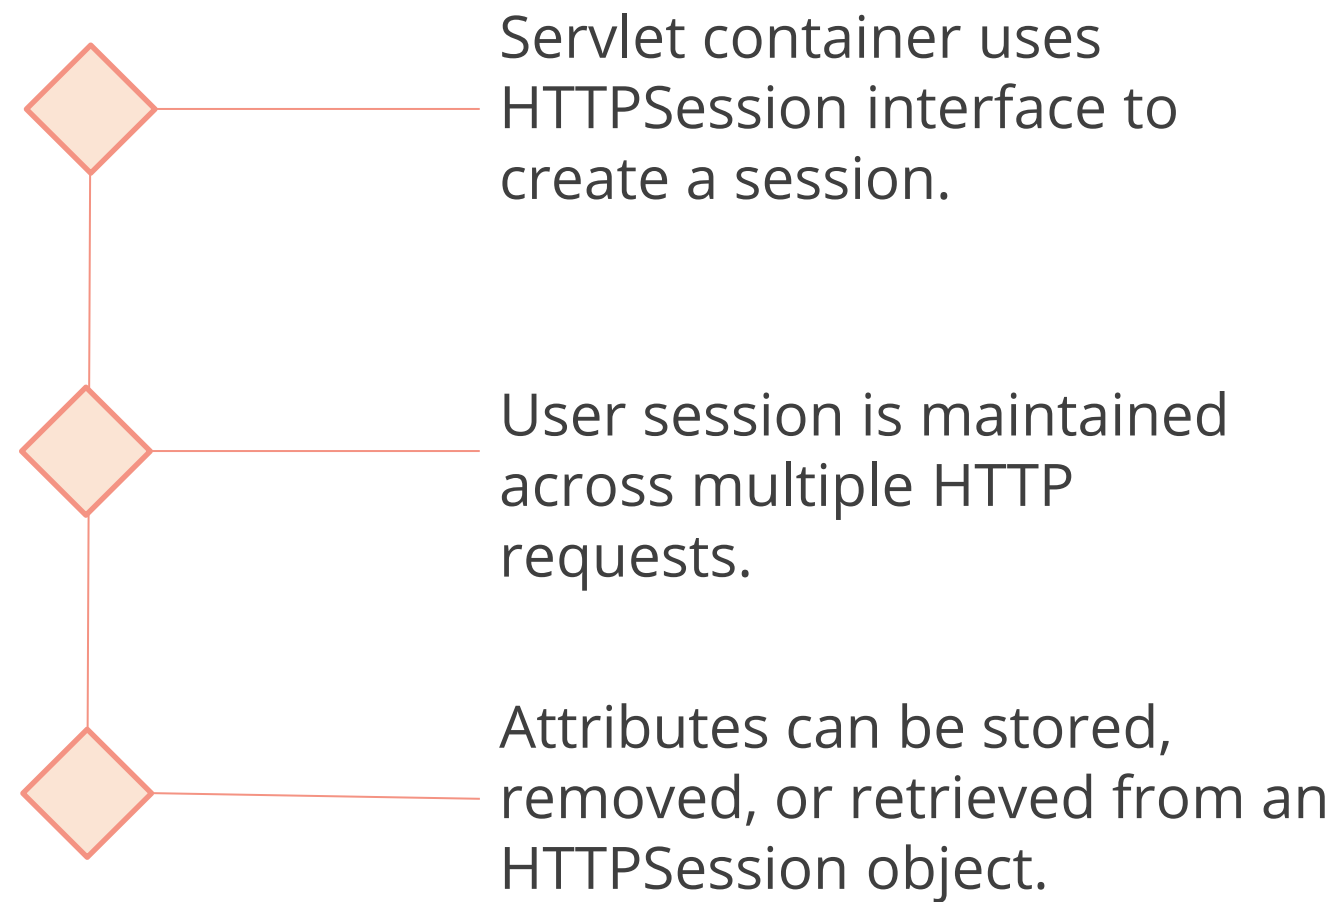 Servlet container uses
HTTPSession interface to
create a session.
User session is maintained
across multiple HTTP
requests.
Attributes can be stored,
removed, or retrieved from an
HTTPSession object.